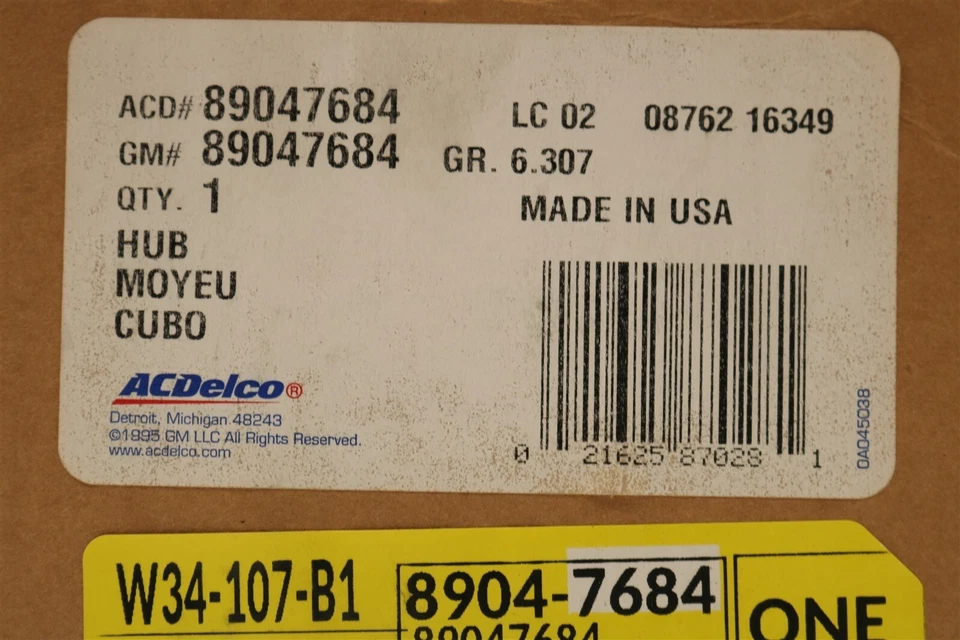 ACD# 89047684 LC 02 08762 16349
GM# 89047684 GR. 6.307
QTY. 1 MADE IN USA
HUB
MOYEU
CUBO
ACDelco®
Detroit, Michigan 48243
©1995 GM LLC All Rights Reserved.
www.acdelco.com
0 21625 87028 1
0A045038
W34-107-B1 8904-7684 ONE
89047684